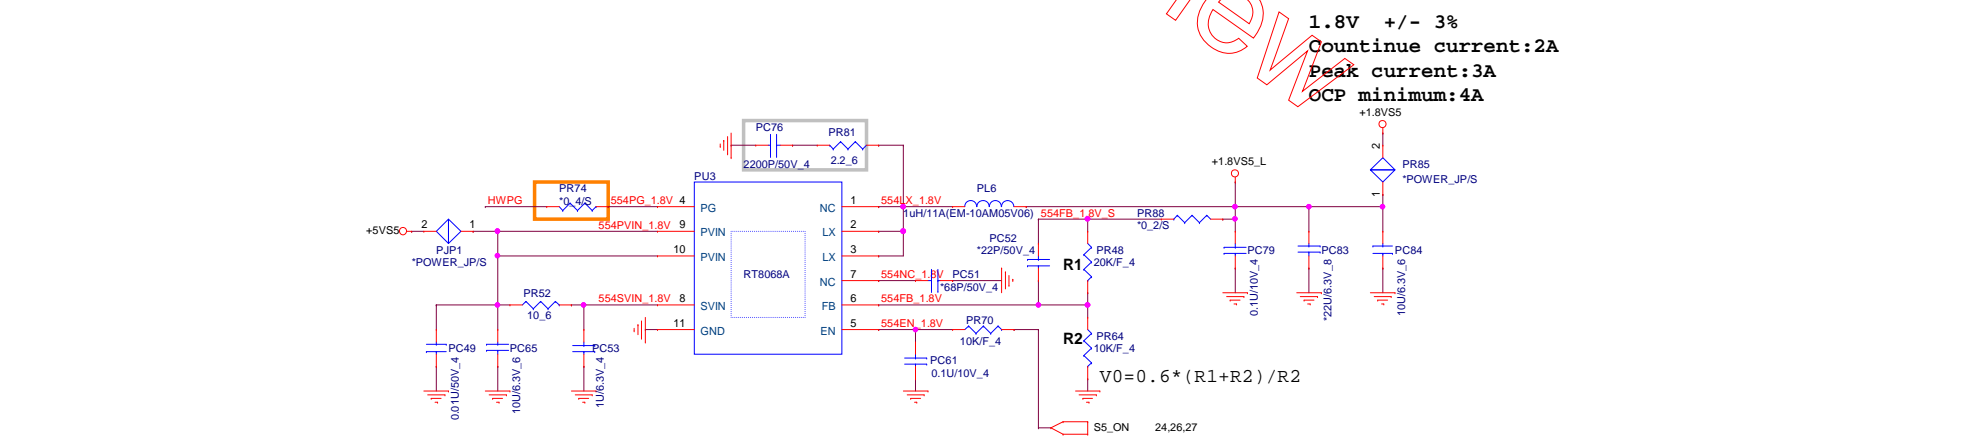 ew
1.8V +/- 3%
Countinue current:2A
Peak current:3A
OCP minimum:4A
+1.8VS5
PC76
PR81
2200P/50V_4
2.2_6
+1.8VS5_L
2
PR85
*POWER_JP/S
1
PU3
PR74
HWPG
*0_4/S
554PG_1.8V
4
PG
NC
1
554LX_1.8V
PL6
1uH/11A(EM-10AM05V06)
554FB_1.8V_S
PR88
*0_2/S
+5VS5
2
1
PJP1
*POWER_JP/S
554PVIN_1.8V
9
PVIN
LX
2
10
PVIN
LX
3
RT8068A
NC
7
554NC_1.8V
PC51
*68P/50V_4
PC52
*22P/50V_4
R1
PR48
20K/F_4
PC79
0.1U/10V_4
PC83
*22U/6.3V_8
PC84
10U/6.3V_6
PR52
10_6
554SVIN_1.8V
8
SVIN
FB
6
554FB_1.8V
11
GND
EN
5
554EN_1.8V
PR70
10K/F_4
R2
PR64
10K/F_4
PC49
0.01U/50V_4
PC65
10U/6.3V_6
PC53
1U/6.3V_4
PC61
0.1U/10V_4
V0=0.6*(R1+R2)/R2
S5_ON 24,26,27